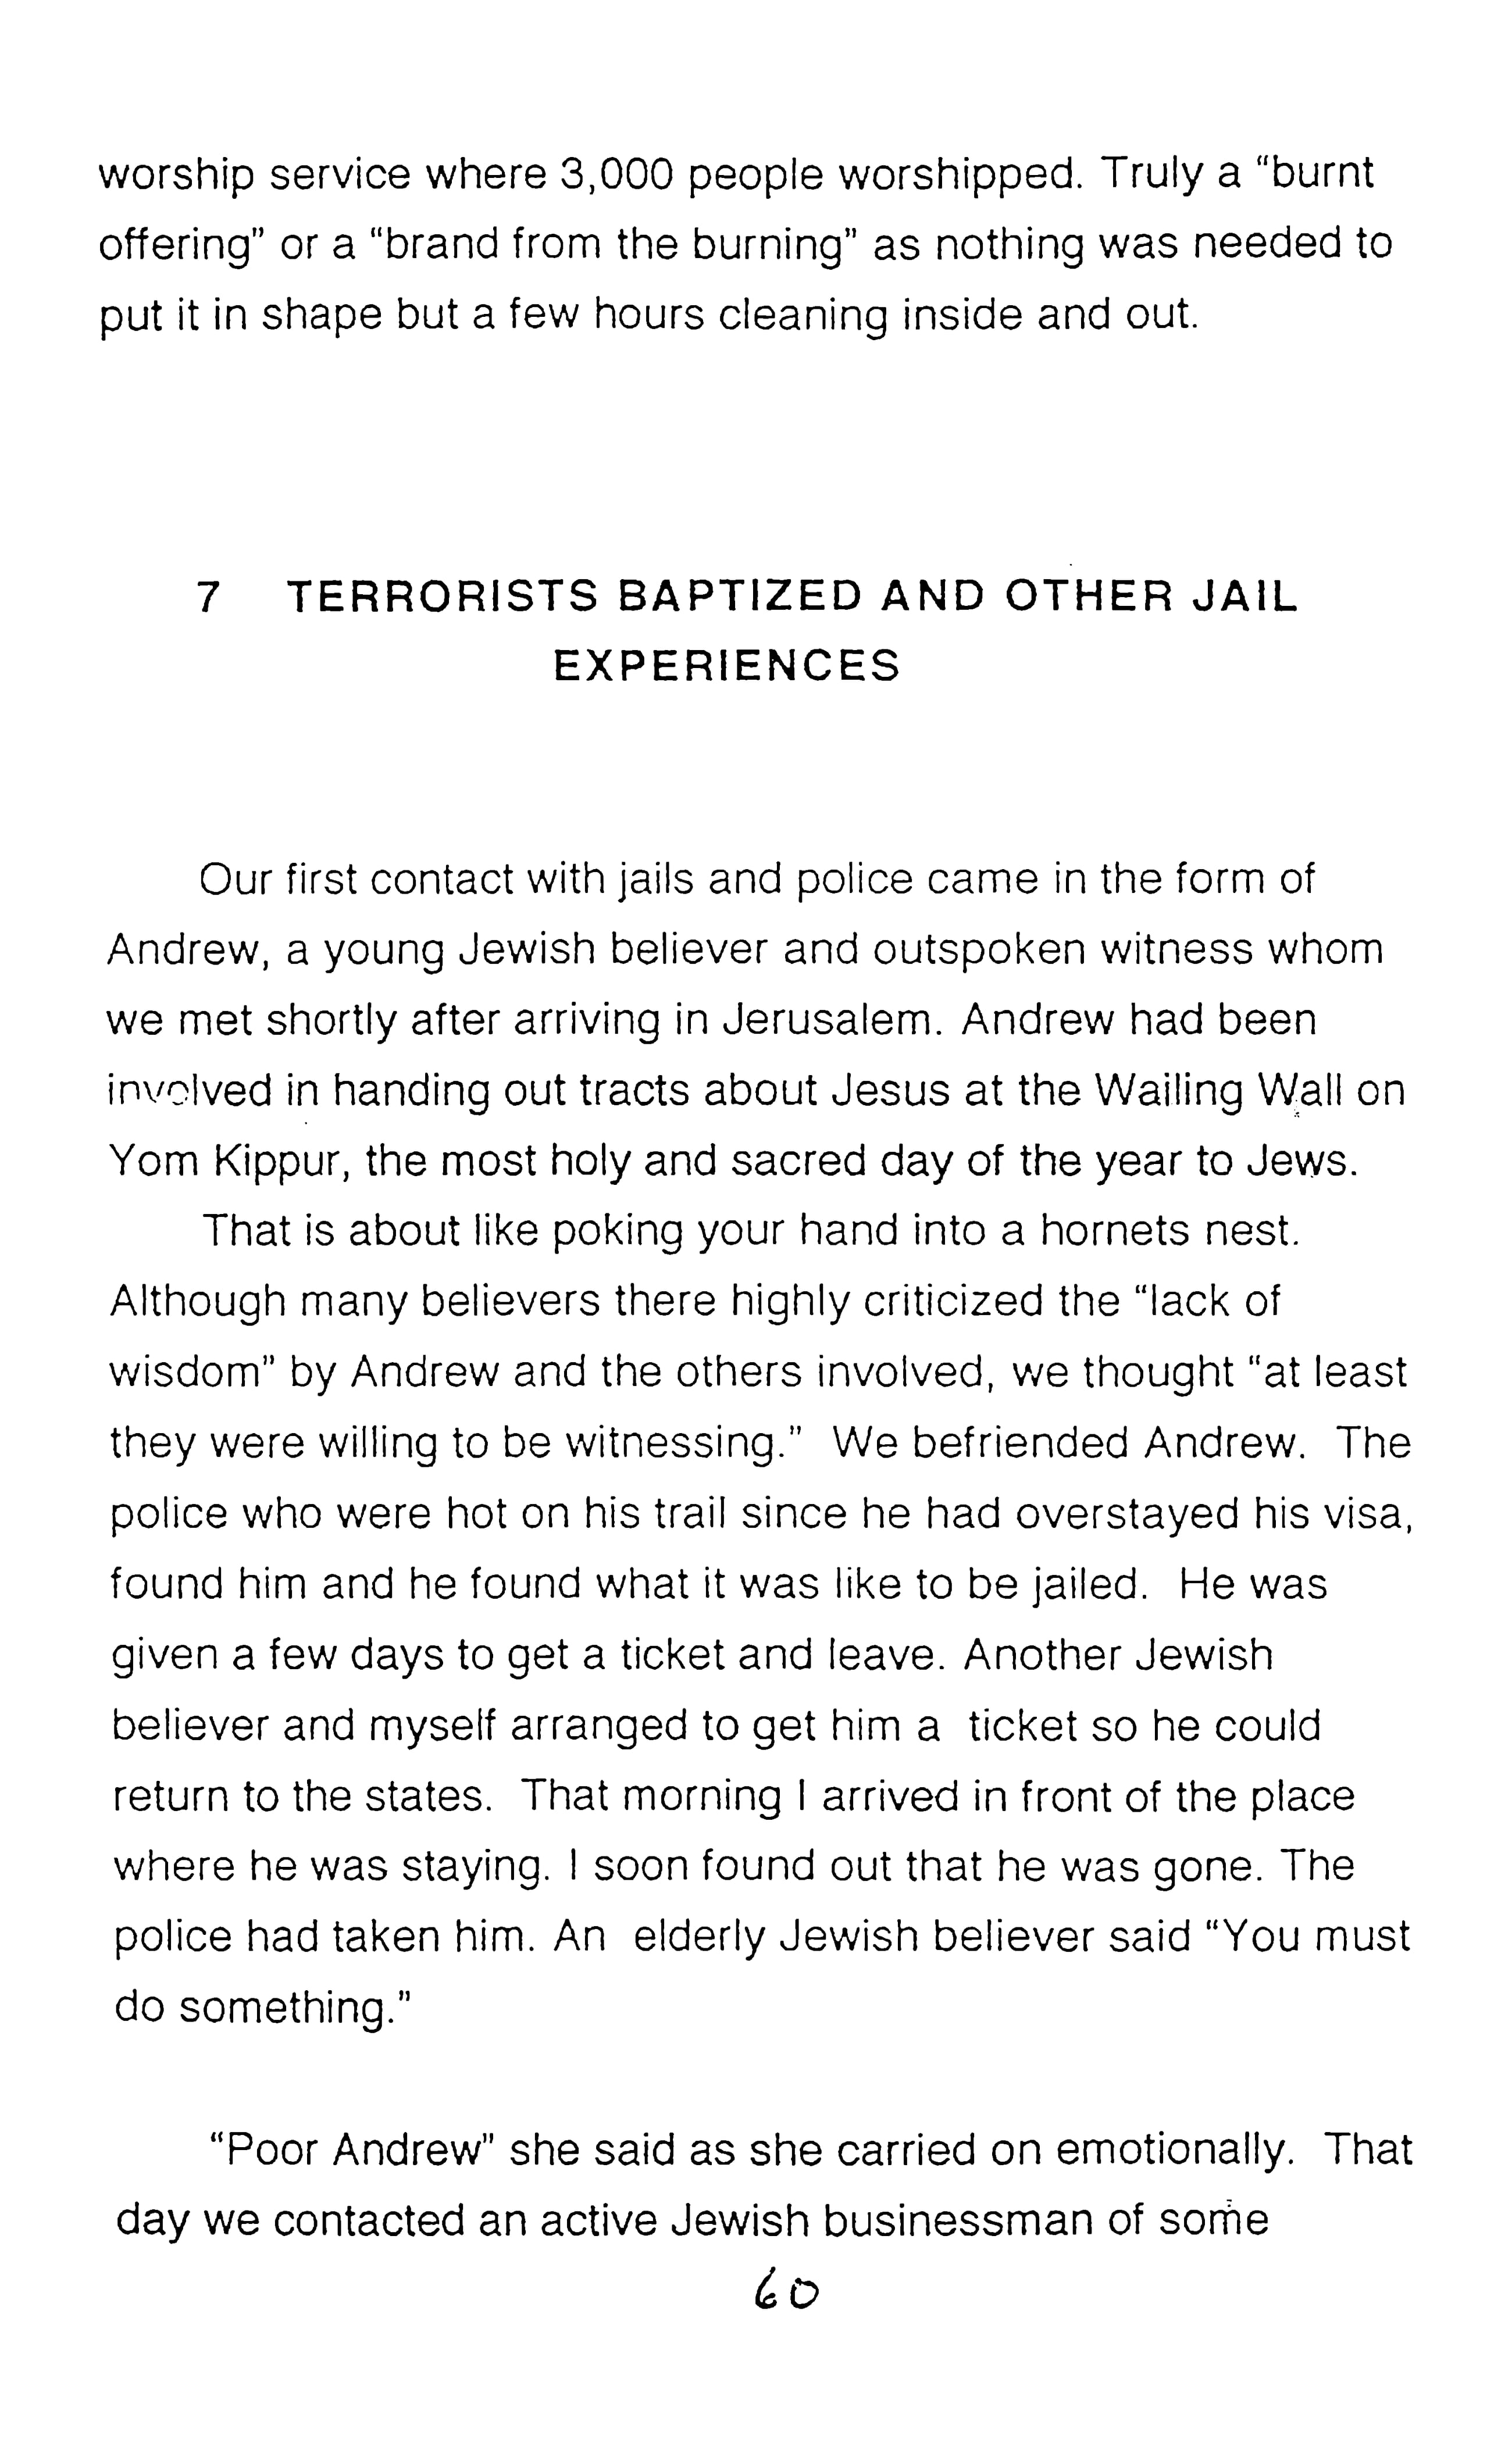 worship service where 3,000 people worshipped. Truly a “burnt
offering” or a “brand from the burning” as nothing was needed to
put it in shape but a few hours cleaning inside and out.
7 TERRORISTS BAPTIZED AND OTHER JAIL
EXPERIENCES
Our first contact with jails and police came in the form of
Andrew, a young Jewish believer and outspoken witness whom
we met shortly after arriving in Jerusalem. Andrew had been
involved in handing out tracts about Jesus at the Wailing Wall on
Yom Kippur, the most holy and sacred day of the year to Jews.
That is about like poking your hand into a hornets nest.
Although many believers there highly criticized the “lack of
wisdom” by Andrew and the others involved, we thought “at least
they were willing to be witnessing.” We befriended Andrew. The
police who were hot on his trail since he had overstayed his visa,
found him and he found what it was like to be jailed. He was
given a few days to get a ticket and leave. Another Jewish
believer and myself arranged to get him a ticket so he could
return to the states. That morning I arrived in front of the place
where he was staying. I soon found out that he was gone. The
police had taken him. An elderly Jewish believer said “You must
do something.”
“Poor Andrew” she said as she carried on emotionally. That
day we contacted an active Jewish businessman of some
60